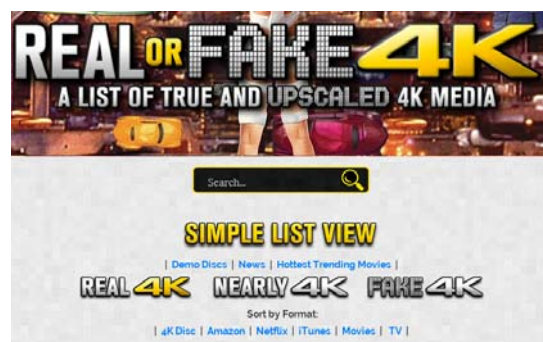 REAL OR FAKE 4K
A LIST OF TRUE AND UPSCALED 4K MEDIA
Search...
SIMPLE LIST VIEW
| Demo Discs | News | Hottest Trending Movies |
REAL 4K NEARLY 4K FAKE 4K
Sort by Format:
| 4K Disc | Amazon | Netflix | iTunes | Movies | TV |